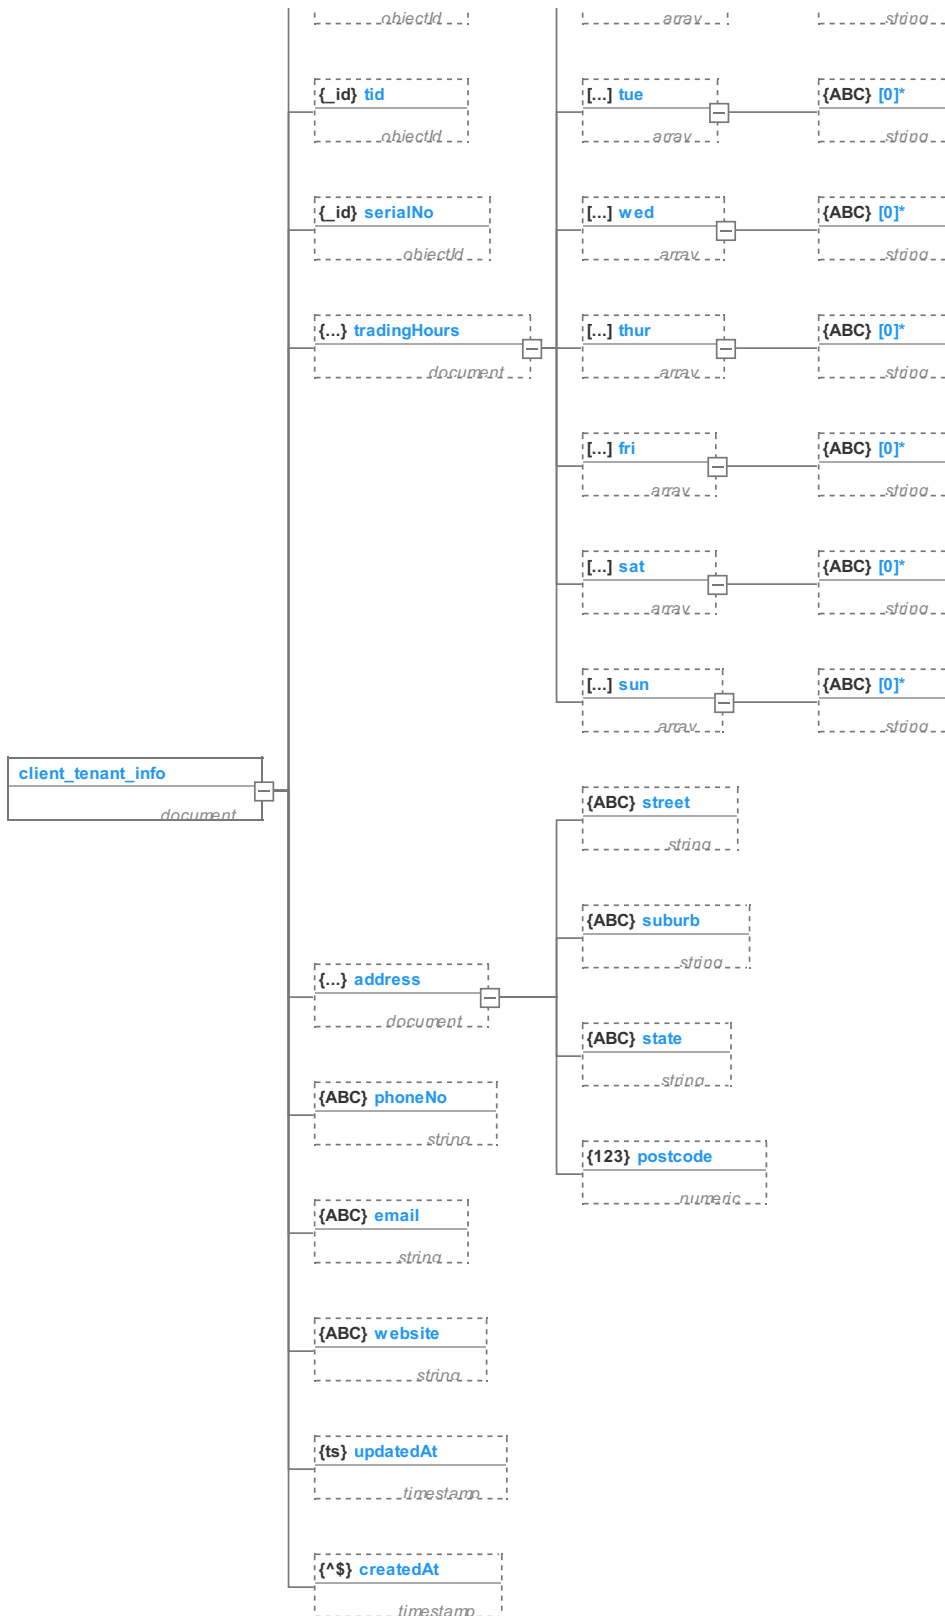 objectId
array
string
{_id} tid
objectId
[...] tue
array
{ABC} [0]*
string
{_id} serialNo
objectId
[...] wed
array
{ABC} [0]*
string
{...} tradingHours
document
[...] thur
array
{ABC} [0]*
string
[...] fri
array
{ABC} [0]*
string
[...] sat
array
{ABC} [0]*
string
[...] sun
array
{ABC} [0]*
string
client_tenant_info
document
{ABC} street
string
{ABC} suburb
string
{...} address
document
{ABC} state
string
{ABC} phoneNo
string
{123} postcode
numeric
{ABC} email
string
{ABC} website
string
{ts} updatedAt
timestamp
{^$} createdAt
timestamp